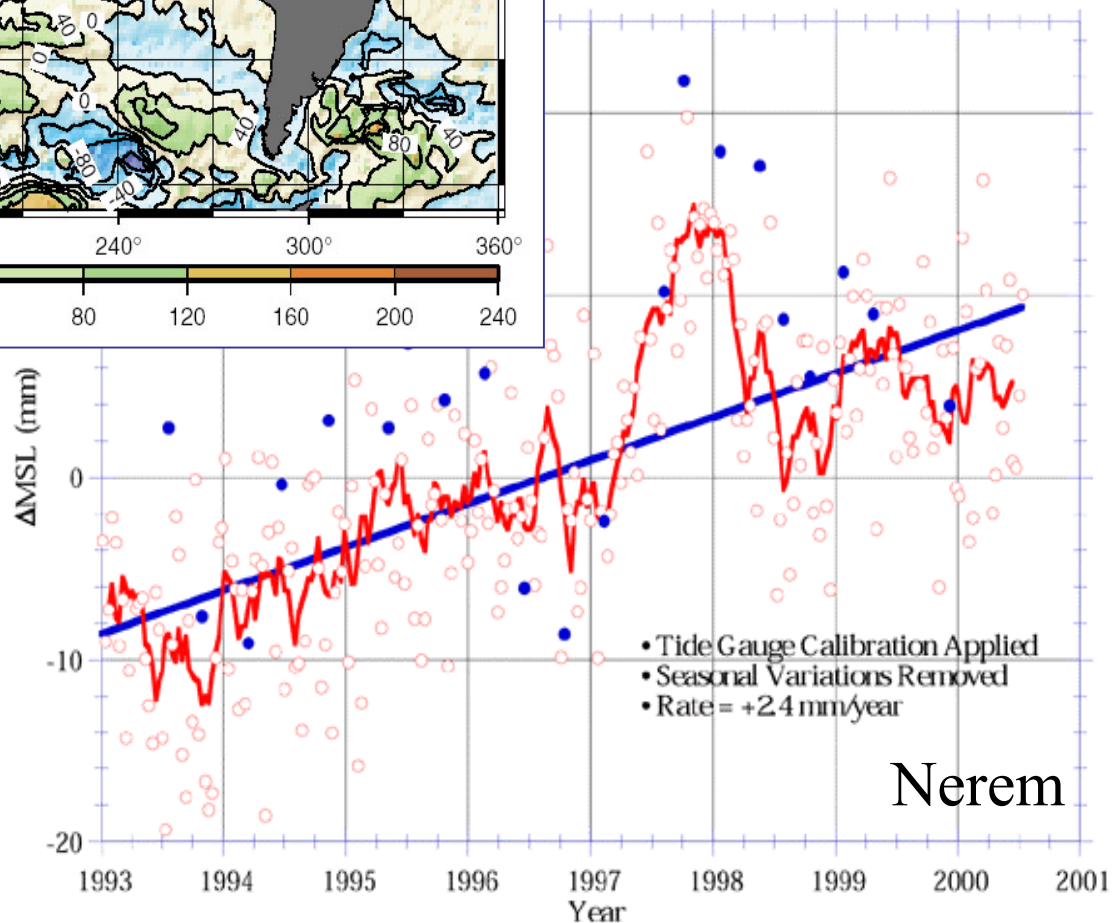 40
0
0
0
40
-80
-40
80
40
240° 300° 360°
80 120 160 200 240
ΔMSL (mm)
0
-10
-20
• Tide Gauge Calibration Applied
• Seasonal Variations Removed
• Rate = +2.4 mm/year
Nerem
1993 1994 1995 1996 1997 1998 1999 2000 2001
Year